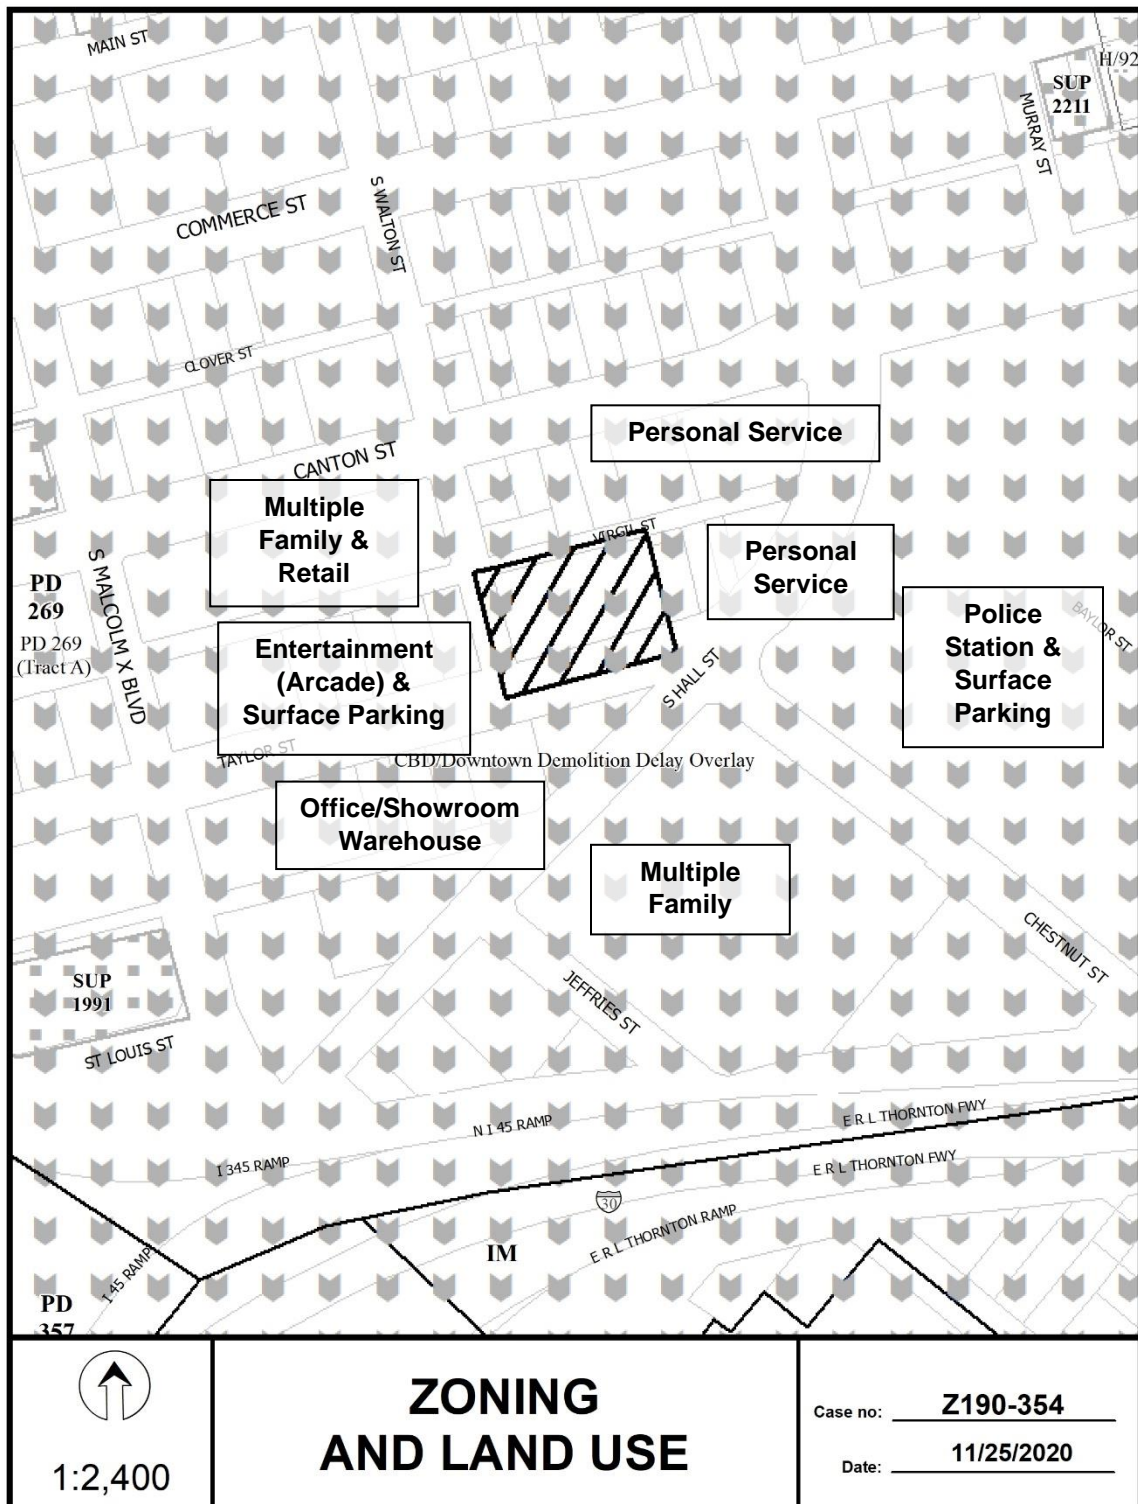 MAIN ST
H/92
SUP
2211
MURRAY ST
COMMERCE ST
S WALTON ST
CLOVER ST
Personal Service
CANTON ST
Multiple
Family &
Retail
VIRGIL ST
Personal
Service
S MALCOLM X BLVD
PD
269
PD 269
(Tract A)
Police
Station &
Surface
Parking
BAYLOR ST
Entertainment
(Arcade) &
Surface Parking
S HALL ST
TAYLOR ST
CBD/Downtown Demolition Delay Overlay
Office/Showroom
Warehouse
Multiple
Family
CHESTNUT ST
SUP
1991
JEFFRIES ST
ST LOUIS ST
N I 45 RAMP
E R L THORNTON FWY
I 345 RAMP
E R L THORNTON FWY
30
E R L THORNTON RAMP
IM
I 45 RAMP
PD
357
1:2,400
ZONING
AND LAND USE
Case no: Z190-354
Date: 11/25/2020